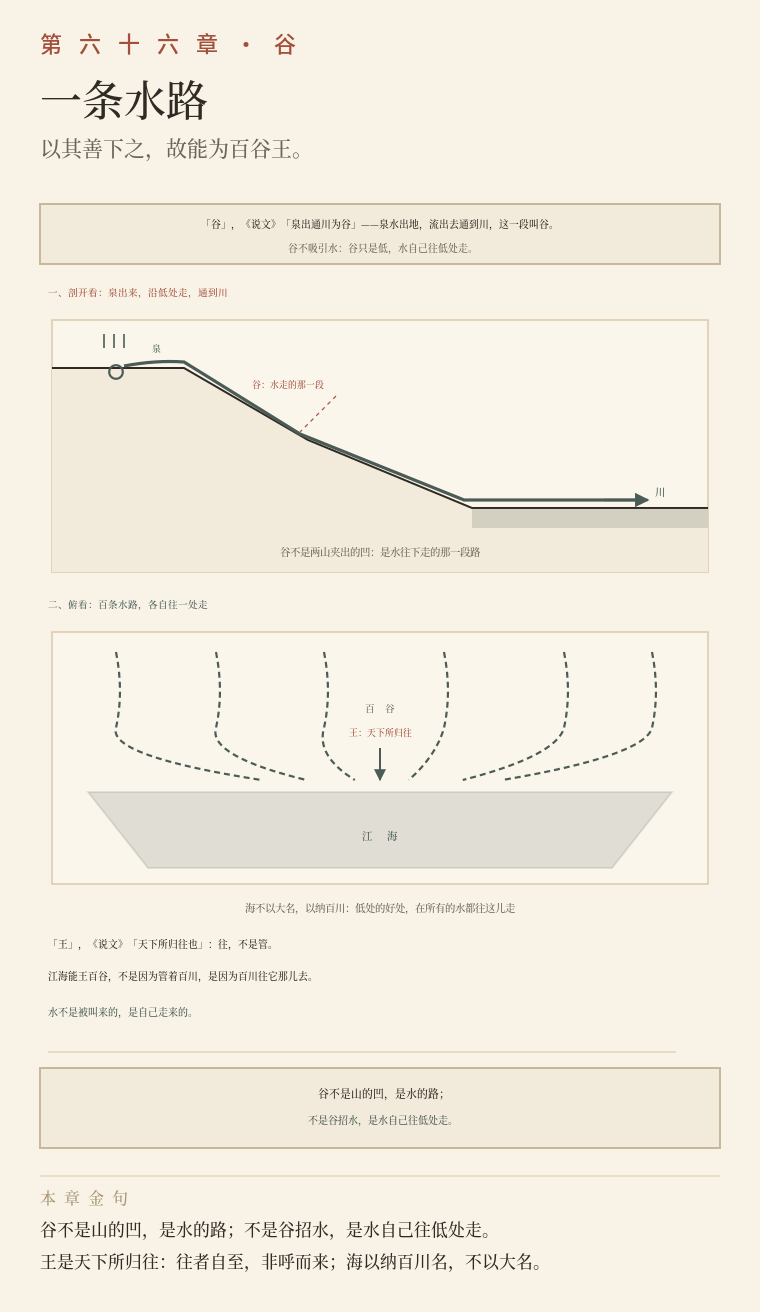 第六十六章·谷
一条水路
以其善下之，故能为百谷王。
「谷」，《说文》「泉出通川为谷」——泉水出地，流出去通到川，这一段叫谷。
谷不吸引水：谷只是低，水自己往低处走。
一、剖开看：泉出来，沿低处走，通到川
泉
谷：水走的那一段
川
谷不是两山夹出的凹：是水往下走的那一段路
二、俯看：百条水路，各自往一处走
百 谷
王：天下所归往
江 海
海不以大名，以纳百川：低处的好处，在所有的水都往这儿走
「王」，《说文》「天下所归往也」：往，不是管。
江海能王百谷，不是因为管着百川，是因为百川往它那儿去。
水不是被叫来的，是自己走来的。
谷不是山的凹，是水的路；
不是谷招水，是水自己往低处走。
本章金句
谷不是山的凹，是水的路；不是谷招水，是水自己往低处走。
王是天下所归往：往者自至，非呼而来；海以纳百川名，不以大名。